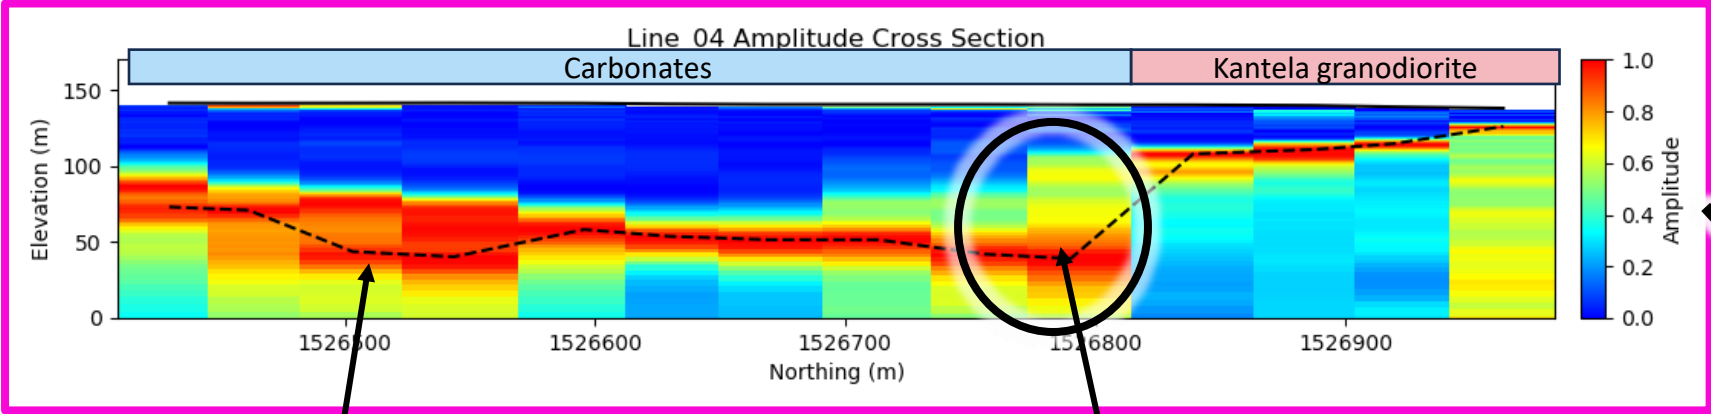 Line_04 Amplitude Cross Section
Carbonates
Kantela granodiorite
150
100
50
0
Elevation (m)
1526500
1526600
1526700
1526800
1526900
Northing (m)
1.0
0.8
0.6
0.4
0.2
0.0
Amplitude